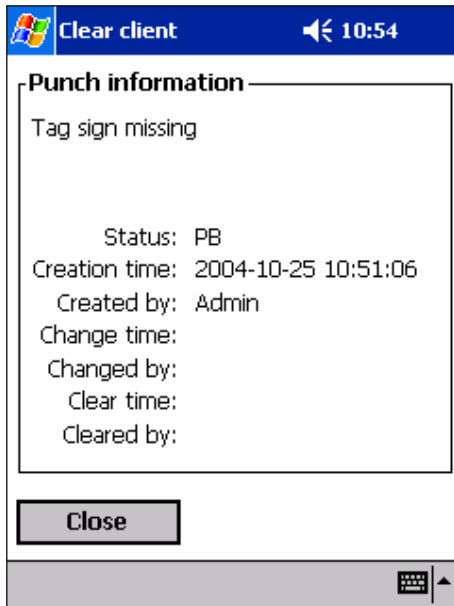 Clear client 10:54
Punch information
Tag sign missing
Status: PB
Creation time: 2004-10-25 10:51:06
Created by: Admin
Change time:
Changed by:
Clear time:
Cleared by:
Close